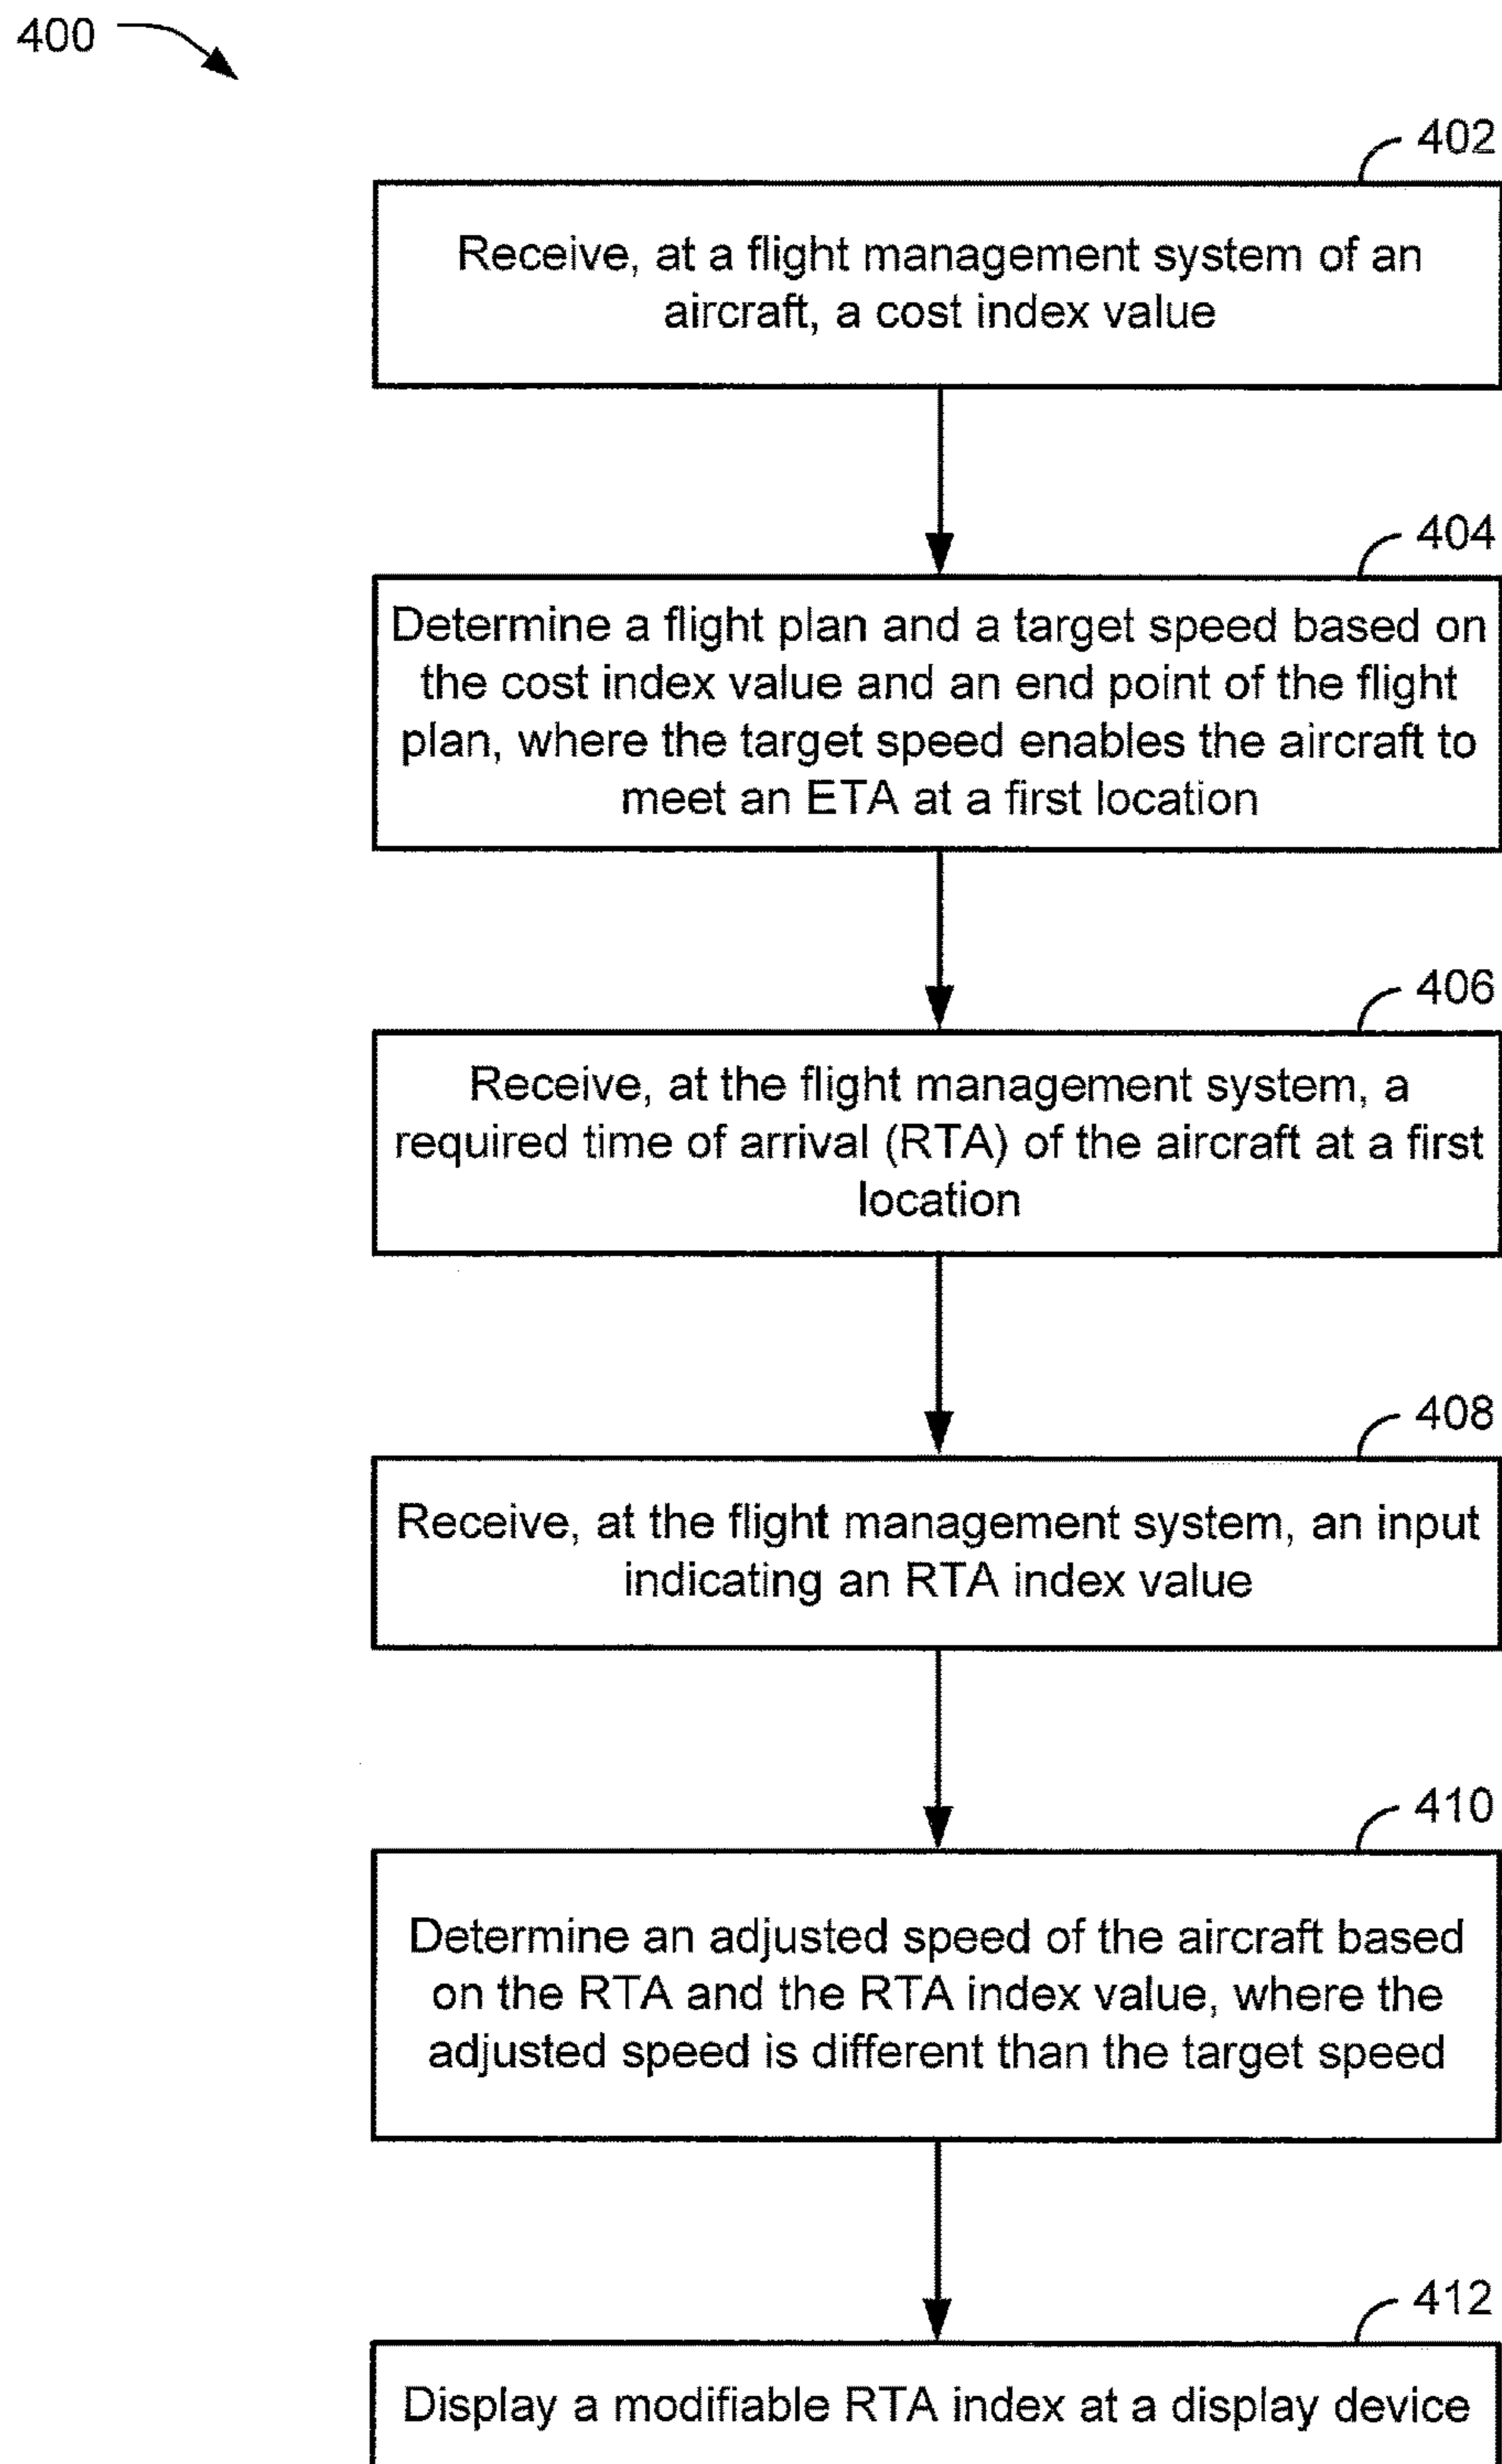 400
402
Receive, at a flight management system of an
aircraft, a cost index value
404
Determine a flight plan and a target speed based on
the cost index value and an end point of the flight
plan, where the target speed enables the aircraft to
meet an ETA at a first location
406
Receive, at the flight management system, a
required time of arrival (RTA) of the aircraft at a first
location
408
Receive, at the flight management system, an input
indicating an RTA index value
410
Determine an adjusted speed of the aircraft based
on the RTA and the RTA index value, where the
adjusted speed is different than the target speed
412
Display a modifiable RTA index at a display device